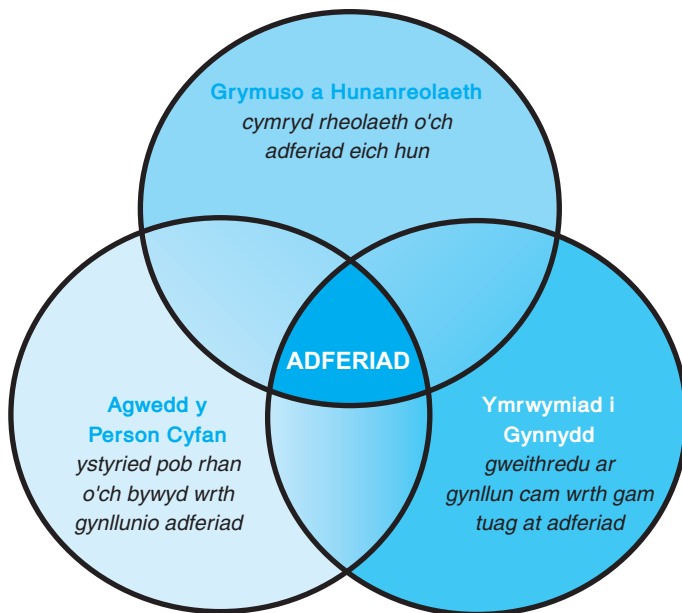 Grymuso a Hunanreolaeth
cymryd rheolaeth o'ch
adferiad eich hun
ADFERIAD
Agwedd y
Person Cyfan
ystyried pob rhan
o'ch bywyd wrth
gynllunio adferiad
Ymrwymiad i
Gynnydd
gweithredu ar
gynllun cam wrth gam
tuag at adferiad